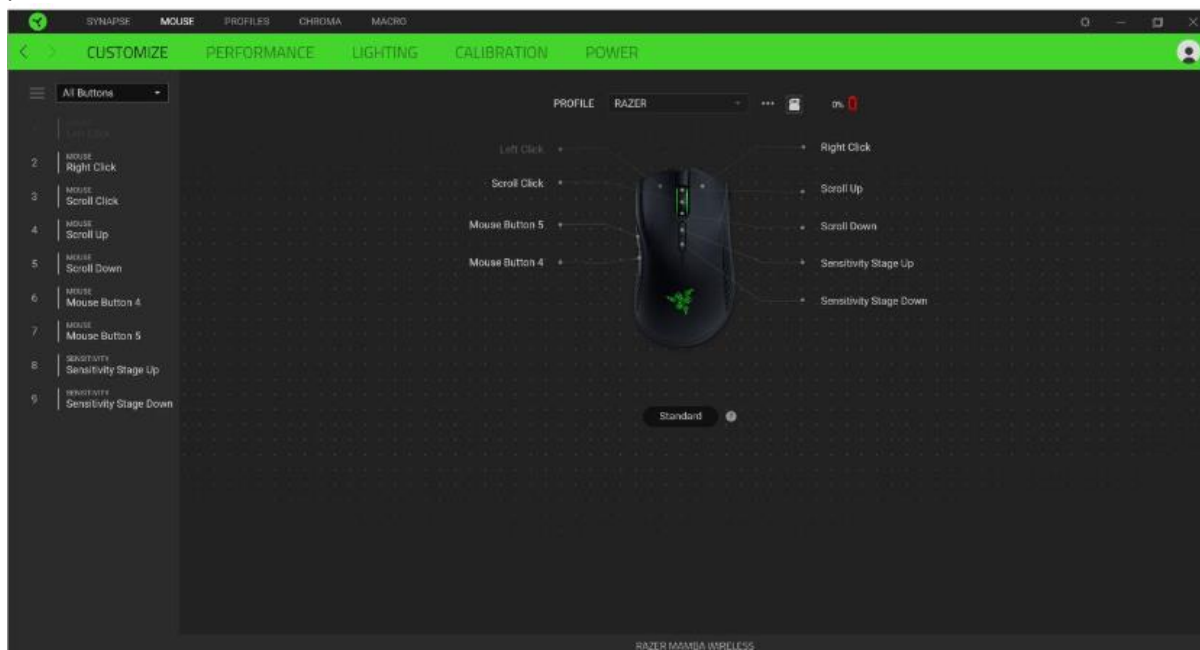 SYNAPSE MOUSE PROFILES CHROMA MACRO
CUSTOMIZE PERFORMANCE LIGHTING CALIBRATION POWER
All Buttons
PROFILE RAZER ••• 0%
Left Click
2 MOUSE
Right Click
3 MOUSE
Scroll Click
4 MOUSE
Scroll Up
5 MOUSE
Scroll Down
6 MOUSE
Mouse Button 4
7 MOUSE
Mouse Button 5
8 SENSITIVITY
Sensitivity Stage Up
9 SENSITIVITY
Sensitivity Stage Down
Left Click
Scroll Click
Mouse Button 5
Mouse Button 4
Right Click
Scroll Up
Scroll Down
Sensitivity Stage Up
Sensitivity Stage Down
Standard
RAZER MAMBA WIRELESS